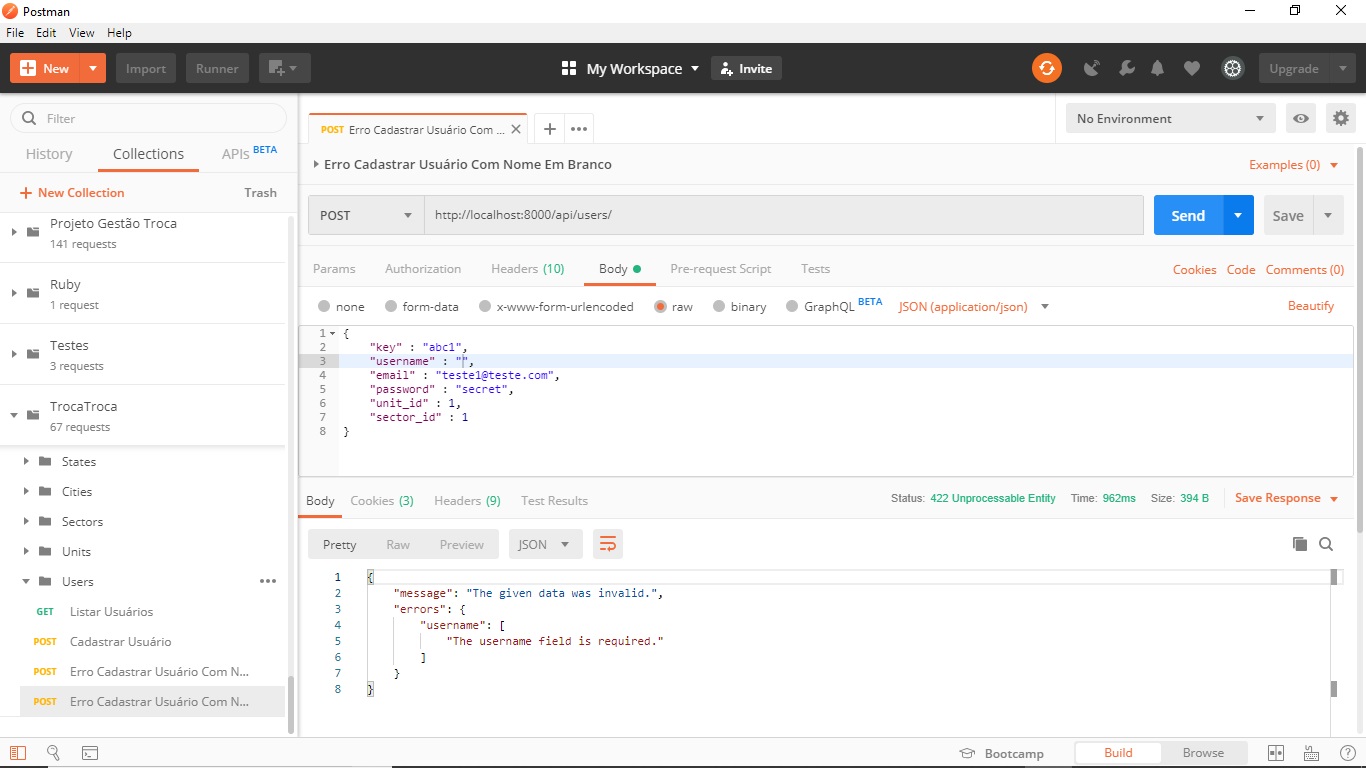 Postman
File Edit View Help
New Import Runner My Workspace Invite Upgrade
Filter
History Collections APIs BETA
New Collection Trash
Projeto Gestão Troca
141 requests
Ruby
1 request
Testes
3 requests
TrocaTroca
67 requests
States
Cities
Sectors
Units
Users
GET Listar Usuários
POST Cadastrar Usuário
POST Erro Cadastrar Usuário Com N...
POST Erro Cadastrar Usuário Com N...
POST Erro Cadastrar Usuário Com ...
No Environment
Erro Cadastrar Usuário Com Nome Em Branco Examples (0)
POST http://localhost:8000/api/users/ Send Save
Params Authorization Headers (10) Body Pre-request Script Tests Cookies Code Comments (0)
none form-data x-www-form-urlencoded raw binary GraphQL BETA JSON (application/json) Beautify
1 {
2 "key" : "abc1",
3 "username" : "",
4 "email" : "teste1@teste.com",
5 "password" : "secret",
6 "unit_id" : 1,
7 "sector_id" : 1
8 }
Body Cookies (3) Headers (9) Test Results Status: 422 Unprocessable Entity Time: 962ms Size: 394 B Save Response
Pretty Raw Preview JSON
1 {
2 "message": "The given data was invalid.",
3 "errors": {
4 "username": [
5 "The username field is required."
6 ]
7 }
8 }
Bootcamp Build Browse